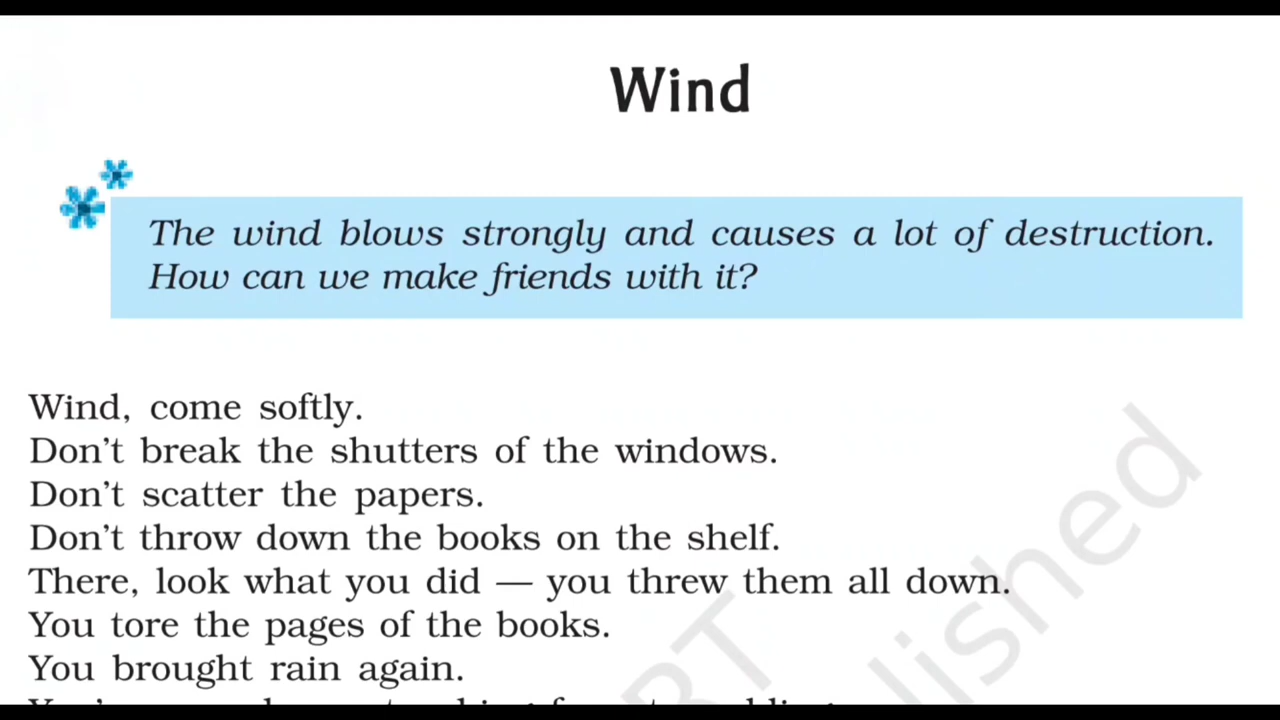 Wind
The wind blows strongly and causes a lot of destruction.
How can we make friends with it?
Wind, come softly.
Don't break the shutters of the windows.
Don't scatter the papers.
Don't throw down the books on the shelf.
There, look what you did — you threw them all down.
You tore the pages of the books.
You brought rain again.